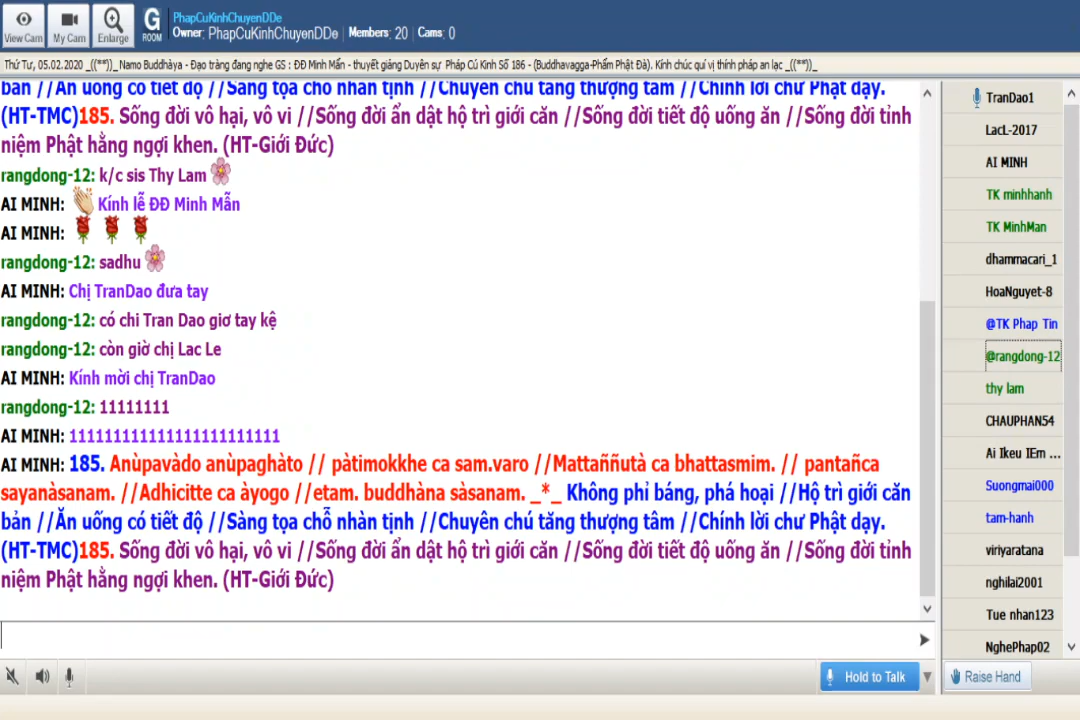 View Cam
My Cam
Enlarge
G
ROOM
PhapCuKinhChuyenDDe
Owner: PhapCuKinhChuyenDDe | Members: 20 | Cams: 0
Thứ Tư, 05.02.2020 _((**))_ Namo Buddhàya - Đạo tràng đang nghe GS : ĐĐ Minh Mẫn - thuyết giảng Duyên sự Pháp Cú Kinh Số 186 - (Buddhavagga-Phẩm Phật Đà). Kính chúc quí vị thính pháp an lạc _((**))_
bản //Ăn uống có tiết độ //Sàng tọa chỗ nhàn tịnh //Chuyên chú tăng thượng tâm //Chính lời chư Phật dạy.
(HT-TMC)185. Sống đời vô hại, vô vi //Sống đời ẩn dật hộ trì giới căn //Sống đời tiết độ uống ăn //Sống đời tỉnh
niệm Phật hằng ngợi khen. (HT-Giới Đức)
rangdong-12: k/c sis Thy Lam
AI MINH: Kính lễ ĐĐ Minh Mẫn
AI MINH:
rangdong-12: sadhu
AI MINH: Chị TranDao đưa tay
rangdong-12: có chi Tran Dao giơ tay kệ
rangdong-12: còn giờ chị Lac Le
AI MINH: Kính mời chị TranDao
rangdong-12: 11111111
AI MINH: 111111111111111111111111
AI MINH: 185. Anùpavàdo anùpaghàto // pàtimokkhe ca sam.varo //Mattaññutà ca bhattasmim. // pantañca
sayanàsanam. //Adhicitte ca àyogo //etam. buddhàna sàsanam. _*_ Không phỉ báng, phá hoại //Hộ trì giới căn
bản //Ăn uống có tiết độ //Sàng tọa chỗ nhàn tịnh //Chuyên chú tăng thượng tâm //Chính lời chư Phật dạy.
(HT-TMC)185. Sống đời vô hại, vô vi //Sống đời ẩn dật hộ trì giới căn //Sống đời tiết độ uống ăn //Sống đời tỉnh
niệm Phật hằng ngợi khen. (HT-Giới Đức)
TranDao1
LacL-2017
AI MINH
TK minhhanh
TK MinhMan
dhammacari_1
HoaNguyet-8
@TK Phap Tin
@rangdong-12
thy lam
CHAUPHAN54
Ai Ikeu IEm ...
Suongmai000
tam-hanh
viriyaratana
nghilai2001
Tue nhan123
NghePhap02
Hold to Talk
Raise Hand